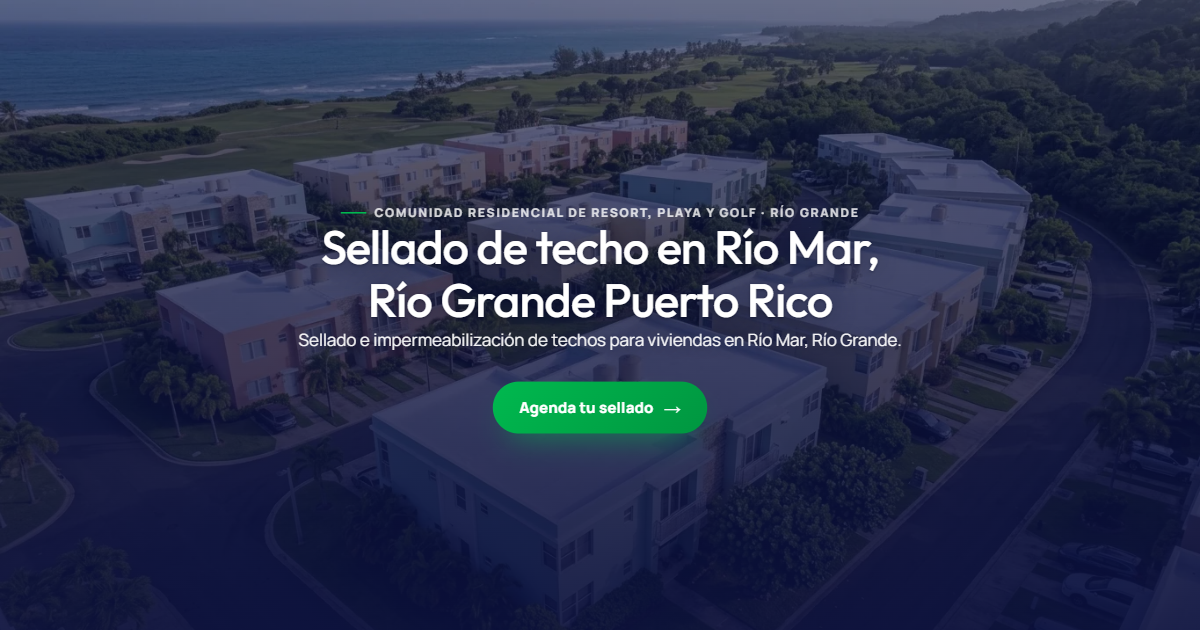 COMUNIDAD RESIDENCIAL DE RESORT, PLAYA Y GOLF · RÍO GRANDE
Sellado de techo en Río Mar,
Río Grande Puerto Rico
Sellado e impermeabilización de techos para viviendas en Río Mar, Río Grande.
Agenda tu sellado →